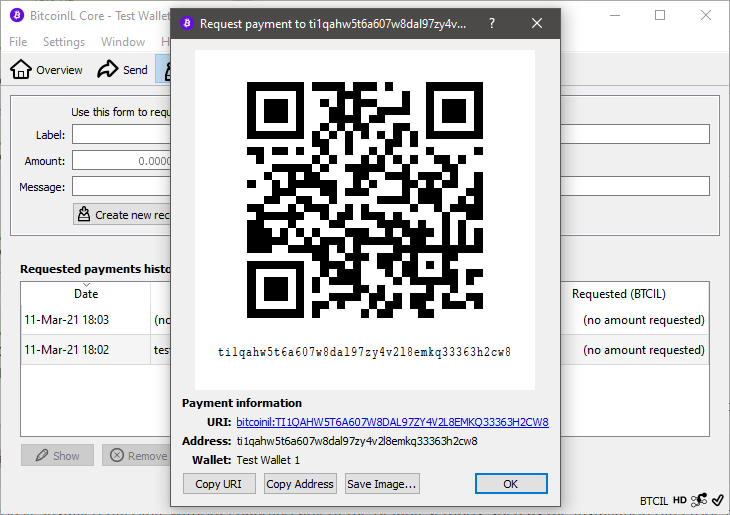 BitcoinIL Core - Test Wallet
Request payment to ti1qahw5t6a607w8dal97zy4v...
File Settings Window
Overview Send
Use this form to requ
Label:
Amount: 0.0000
Message:
Create new rec
Requested payments histo
Date Requested (BTCIL)
11-Mar-21 18:03 (no (no amount requested)
11-Mar-21 18:02 tes (no amount requested)
Show Remove
ti1qahw5t6a607w8dal97zy4v2l8emkq33363h2cw8
Payment information
URI: bitcoinil:TI1QAHW5T6A607W8DAL97ZY4V2L8EMKQ33363H2CW8
Address: ti1qahw5t6a607w8dal97zy4v2l8emkq33363h2cw8
Wallet: Test Wallet 1
Copy URI Copy Address Save Image... OK
BTCIL HD